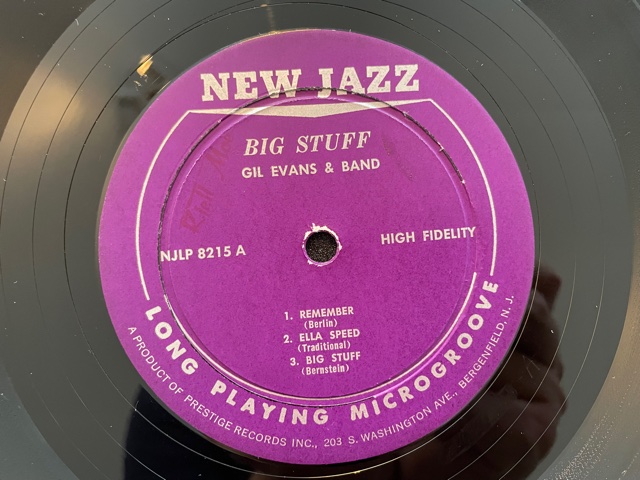 NEW JAZZ
BIG STUFF
GIL EVANS & BAND
NJLP 8215 A
HIGH FIDELITY
1. REMEMBER
(Berlin)
2. ELLA SPEED
(Traditional)
3. BIG STUFF
(Bernstein)
LONG PLAYING MICROGROOVE
A PRODUCT OF PRESTIGE RECORDS INC., 203 S. WASHINGTON AVE., BERGENFIELD, N. J.